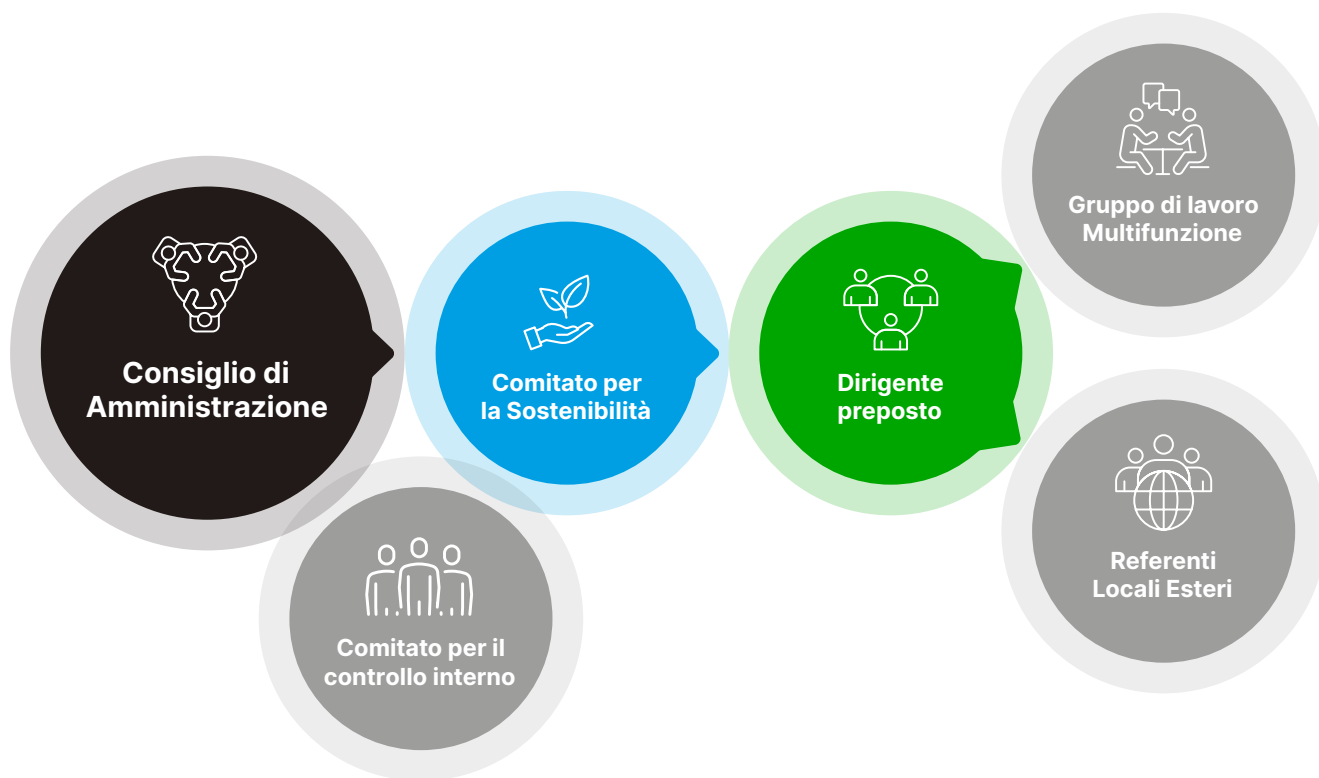 Consiglio di
Amministrazione
Comitato per
la Sostenibilità
Dirigente
preposto
Gruppo di lavoro
Multifunzione
Referenti
Locali Esteri
Comitato per il
controllo interno